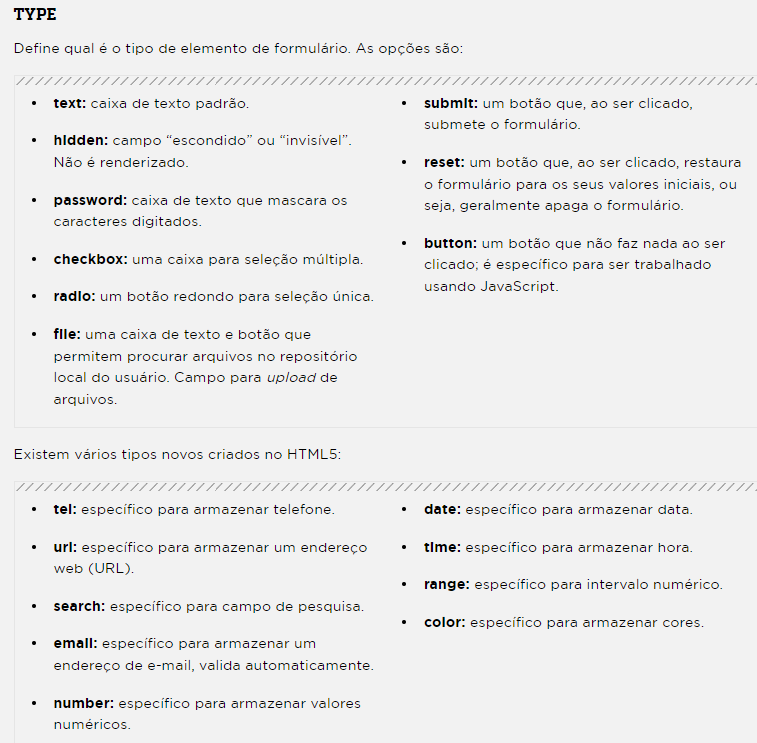 TYPE
Define qual é o tipo de elemento de formulário. As opções são:
• text: caixa de texto padrão.
• hidden: campo “escondido” ou “invisível”.
Não é renderizado.
• password: caixa de texto que mascara os
caracteres digitados.
• checkbox: uma caixa para seleção múltipla.
• radio: um botão redondo para seleção única.
• file: uma caixa de texto e botão que
permitem procurar arquivos no repositório
local do usuário. Campo para upload de
arquivos.
• submit: um botão que, ao ser clicado,
submete o formulário.
• reset: um botão que, ao ser clicado, restaura
o formulário para os seus valores iniciais, ou
seja, geralmente apaga o formulário.
• button: um botão que não faz nada ao ser
clicado; é específico para ser trabalhado
usando JavaScript.
Existem vários tipos novos criados no HTML5:
• tel: específico para armazenar telefone.
• url: específico para armazenar um endereço
web (URL).
• search: específico para campo de pesquisa.
• email: específico para armazenar um
endereço de e-mail, valida automaticamente.
• number: específico para armazenar valores
numéricos.
• date: específico para armazenar data.
• time: específico para armazenar hora.
• range: específico para intervalo numérico.
• color: específico para armazenar cores.